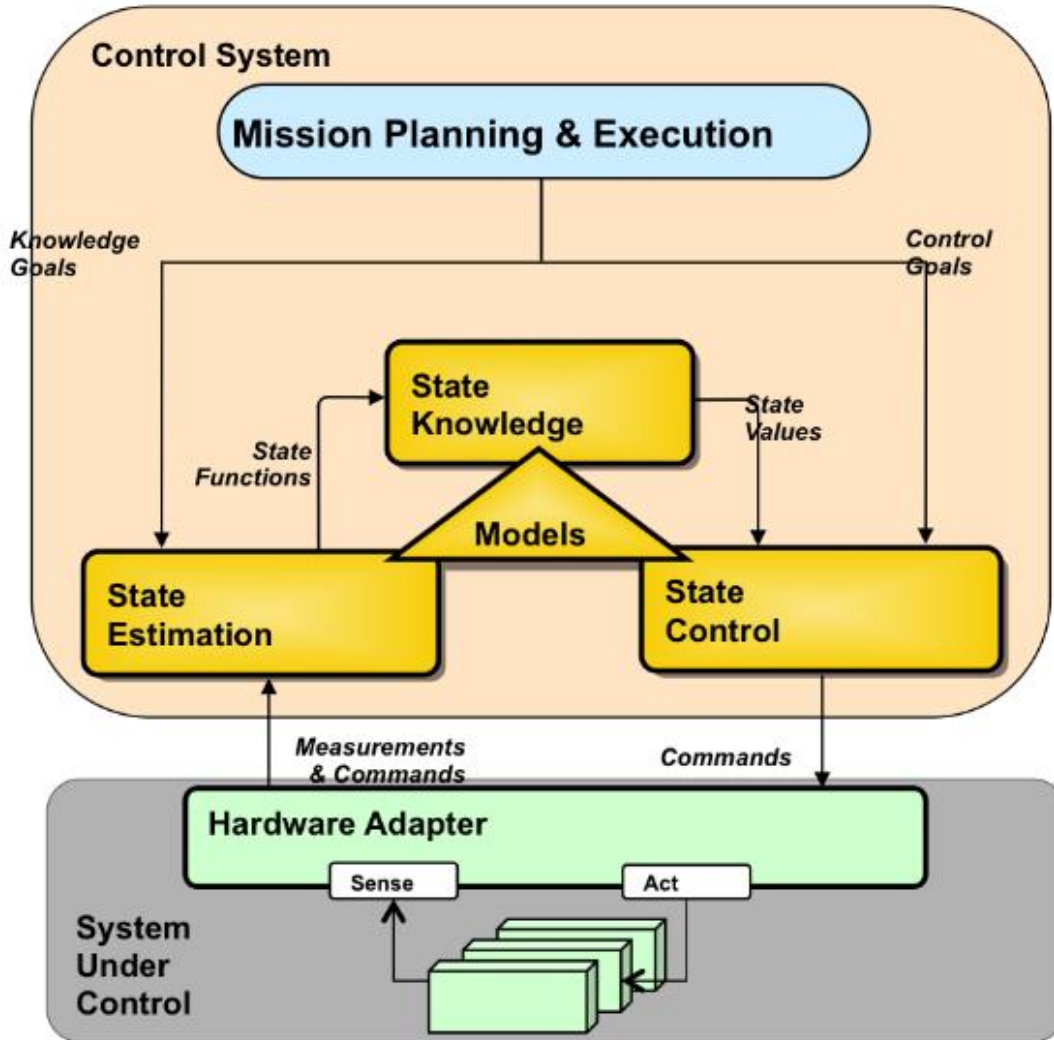 Control System
Mission Planning & Execution
Knowledge
Goals
Control
Goals
State
Knowledge
State
Values
State
Functions
Models
State
Estimation
State
Control
Measurements
& Commands
Commands
Hardware Adapter
Sense
Act
System
Under
Control